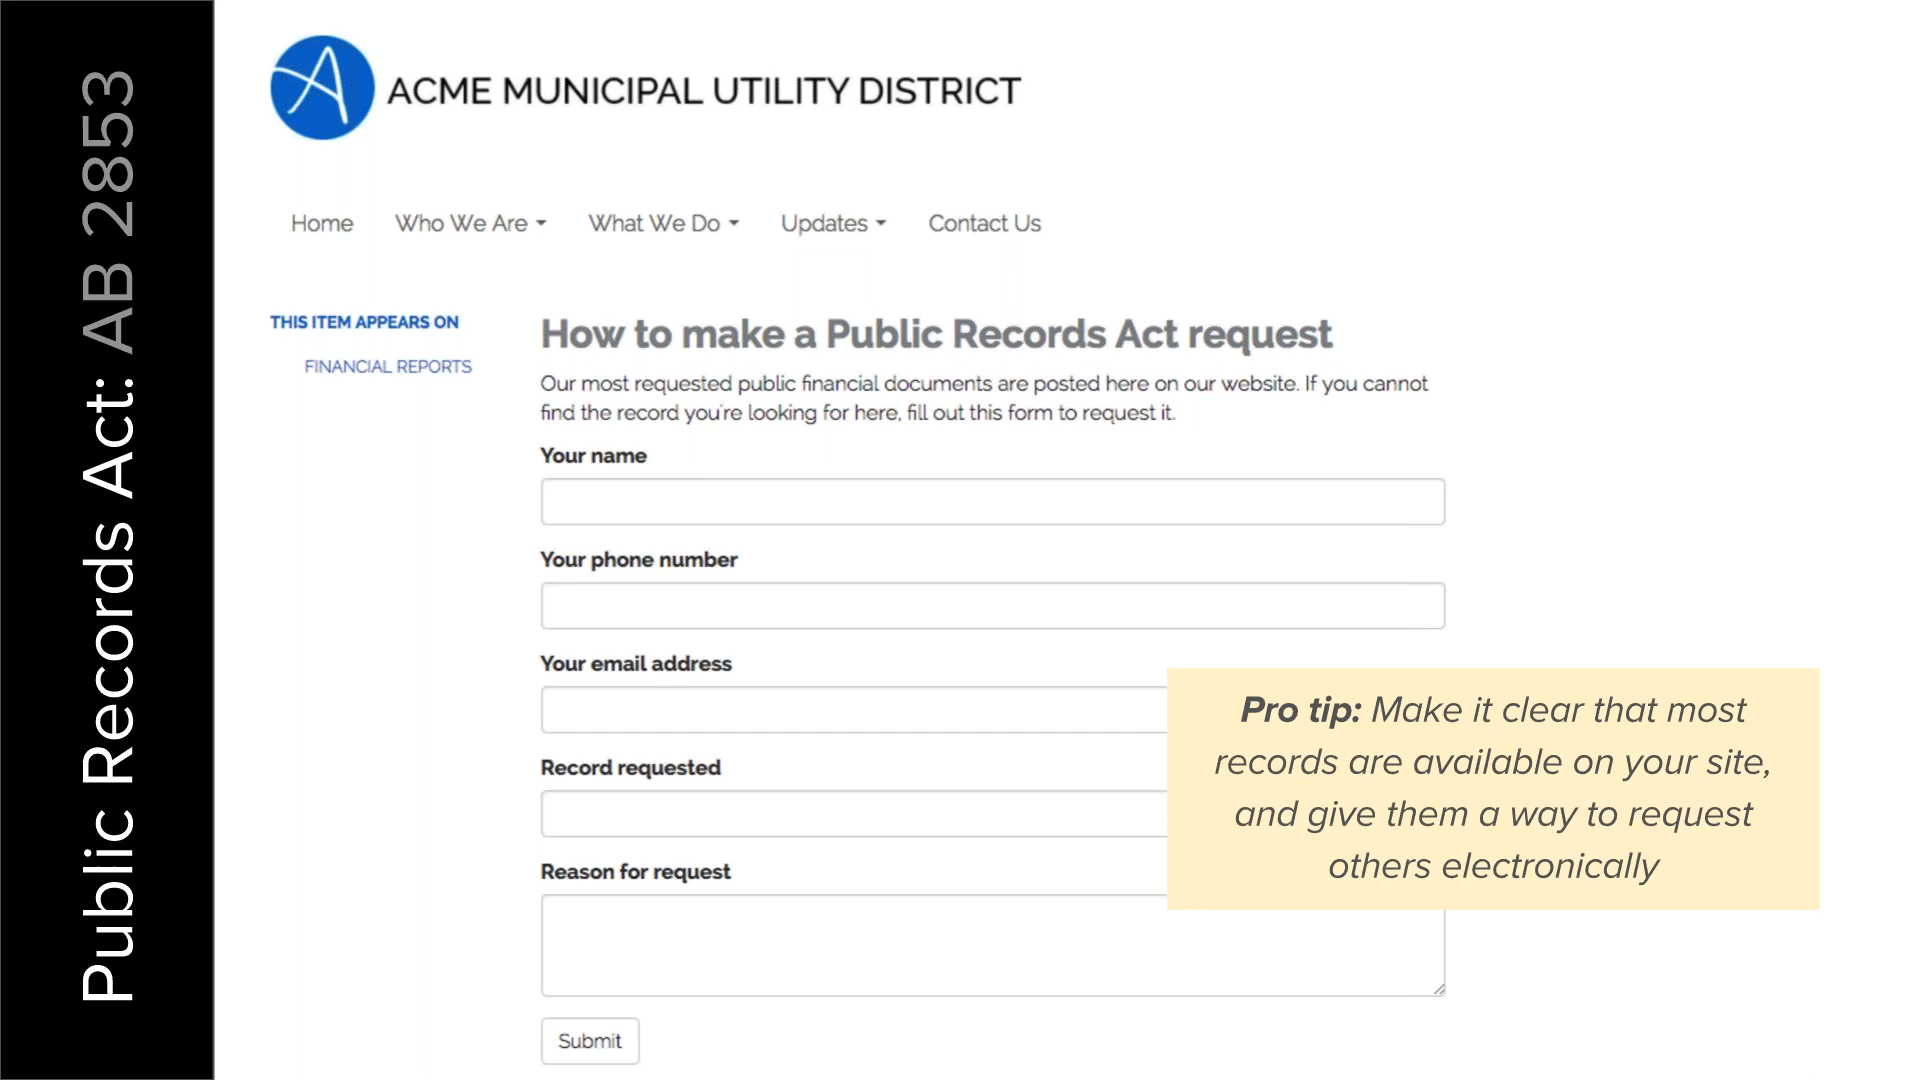 Public Records Act: AB 2853
ACME MUNICIPAL UTILITY DISTRICT
Home
Who We Are
What We Do
Updates
Contact Us
THIS ITEM APPEARS ON
FINANCIAL REPORTS
How to make a Public Records Act request
Our most requested public financial documents are posted here on our website. If you cannot
find the record you're looking for here, fill out this form to request it.
Your name
Your phone number
Your email address
Record requested
Reason for request
Submit
Pro tip: Make it clear that most
records are available on your site,
and give them a way to request
others electronically